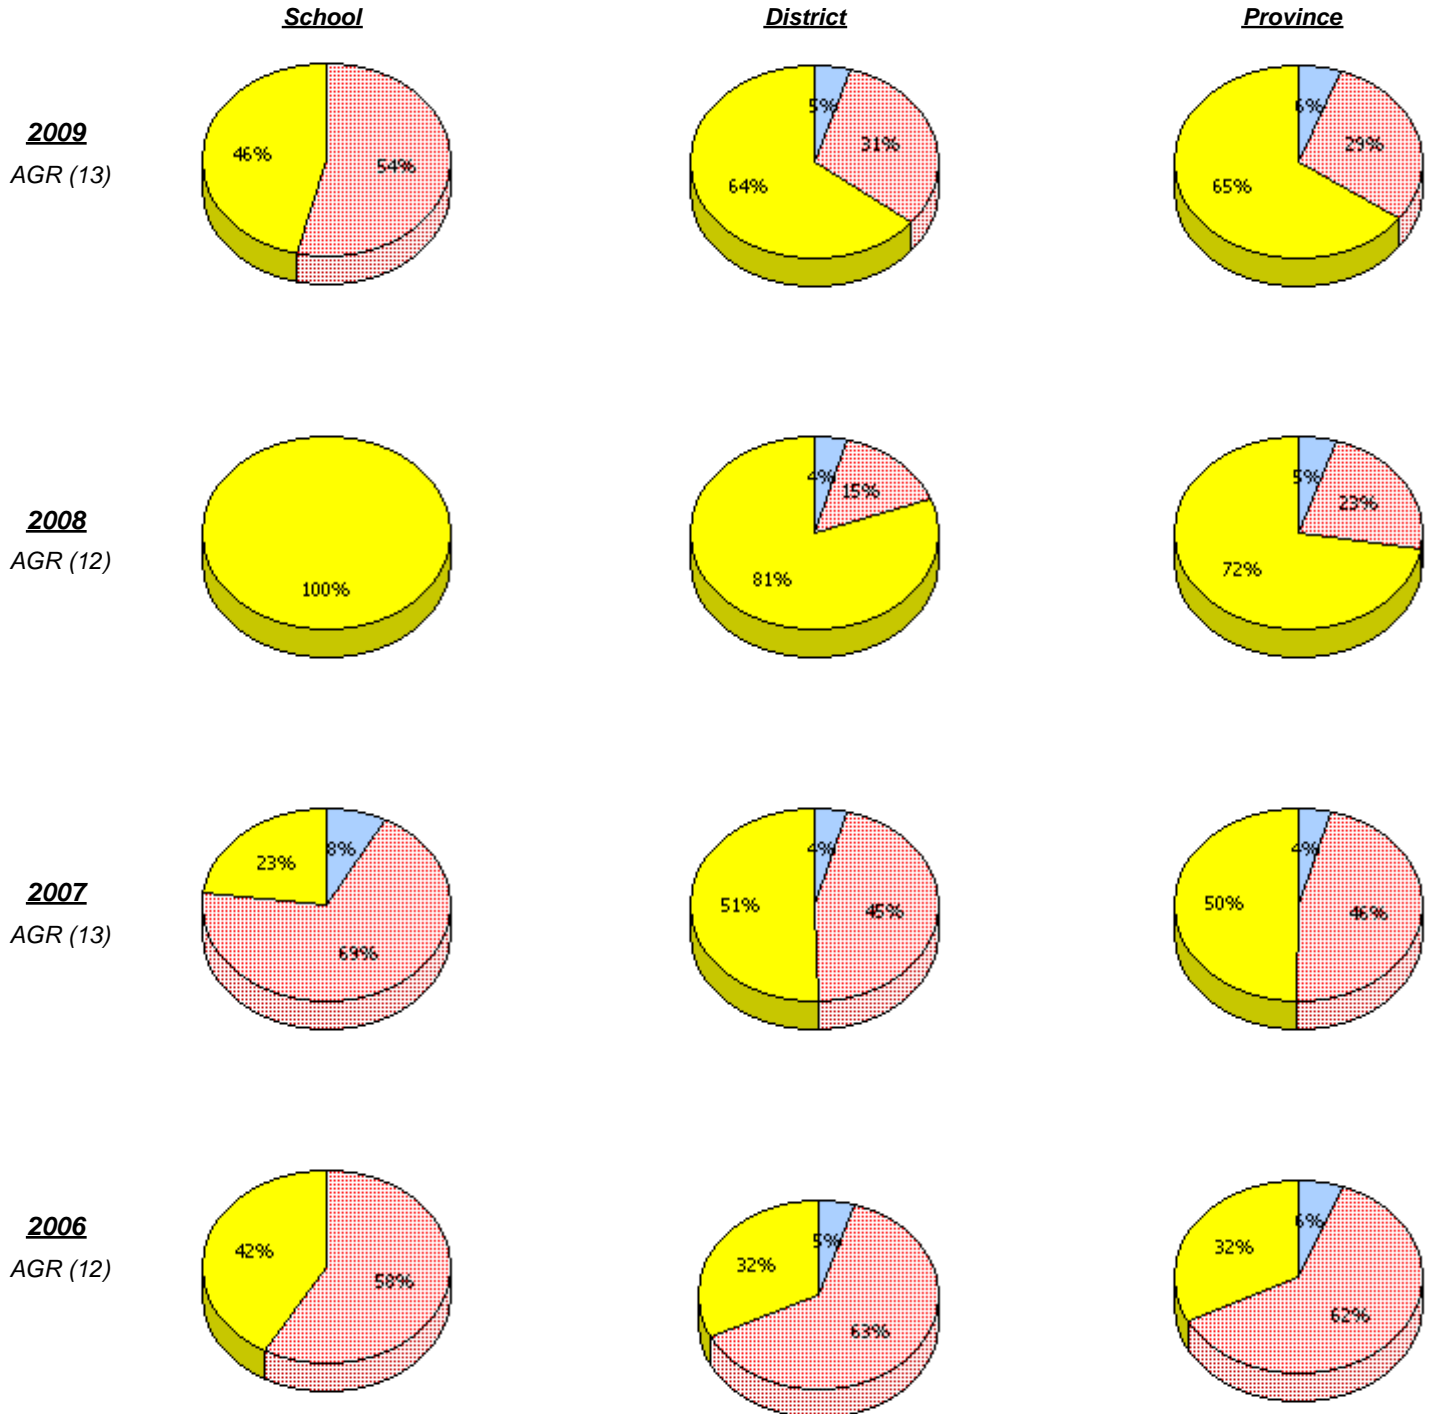 School District Province
2009
AGR (13)
46% 54%
5% 31% 64%
6% 29% 65%
2008
AGR (12)
100%
4% 15% 81%
5% 23% 72%
2007
AGR (13)
23% 8% 69%
51% 4% 45%
50% 4% 46%
2006
AGR (12)
42% 58%
32% 5% 63%
32% 6% 62%